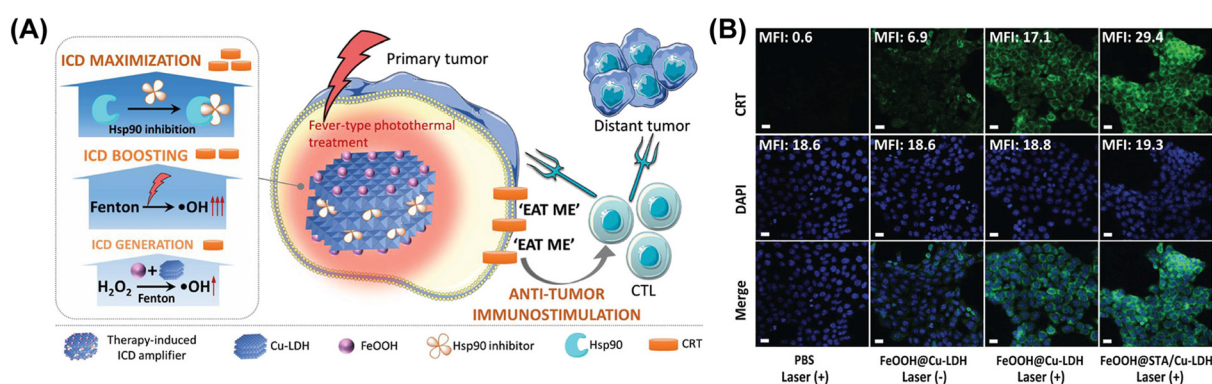 (A)
ICD MAXIMIZATION
Hsp90 inhibition
ICD BOOSTING
Fenton •OH
ICD GENERATION
+
H₂O₂ •OH
Fenton
Primary tumor
Fever-type photothermal
treatment
Distant tumor
'EAT ME'
'EAT ME'
CTL
ANTI-TUMOR
IMMUNOSTIMULATION
Therapy-induced
ICD amplifier
Cu-LDH
FeOOH
Hsp90 inhibitor
Hsp90
CRT
(B)
MFI: 0.6 MFI: 6.9 MFI: 17.1 MFI: 29.4
CRT
MFI: 18.6 MFI: 18.6 MFI: 18.8 MFI: 19.3
DAPI
Merge
PBS
Laser (+)
FeOOH@Cu-LDH
Laser (-)
FeOOH@Cu-LDH
Laser (+)
FeOOH@STA/Cu-LDH
Laser (+)